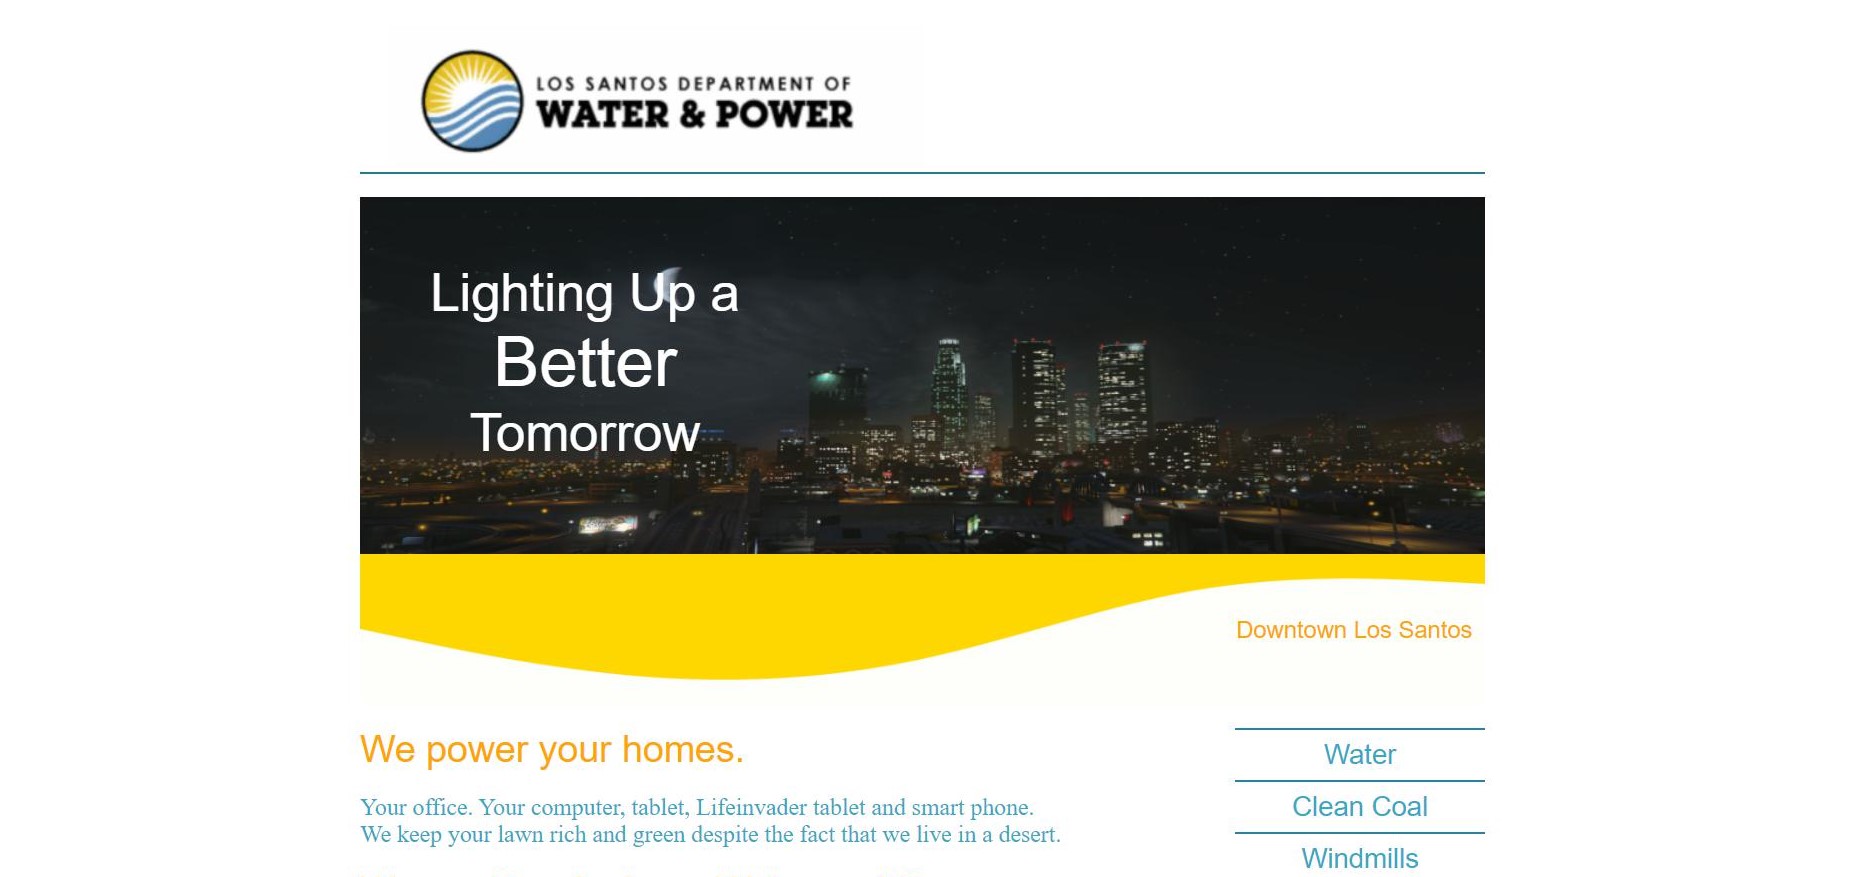 LOS SANTOS DEPARTMENT OF
WATER & POWER
Lighting Up a
Better
Tomorrow
Downtown Los Santos
We power your homes.
Your office. Your computer, tablet, Lifeinvader tablet and smart phone.
We keep your lawn rich and green despite the fact that we live in a desert.
Water
Clean Coal
Windmills